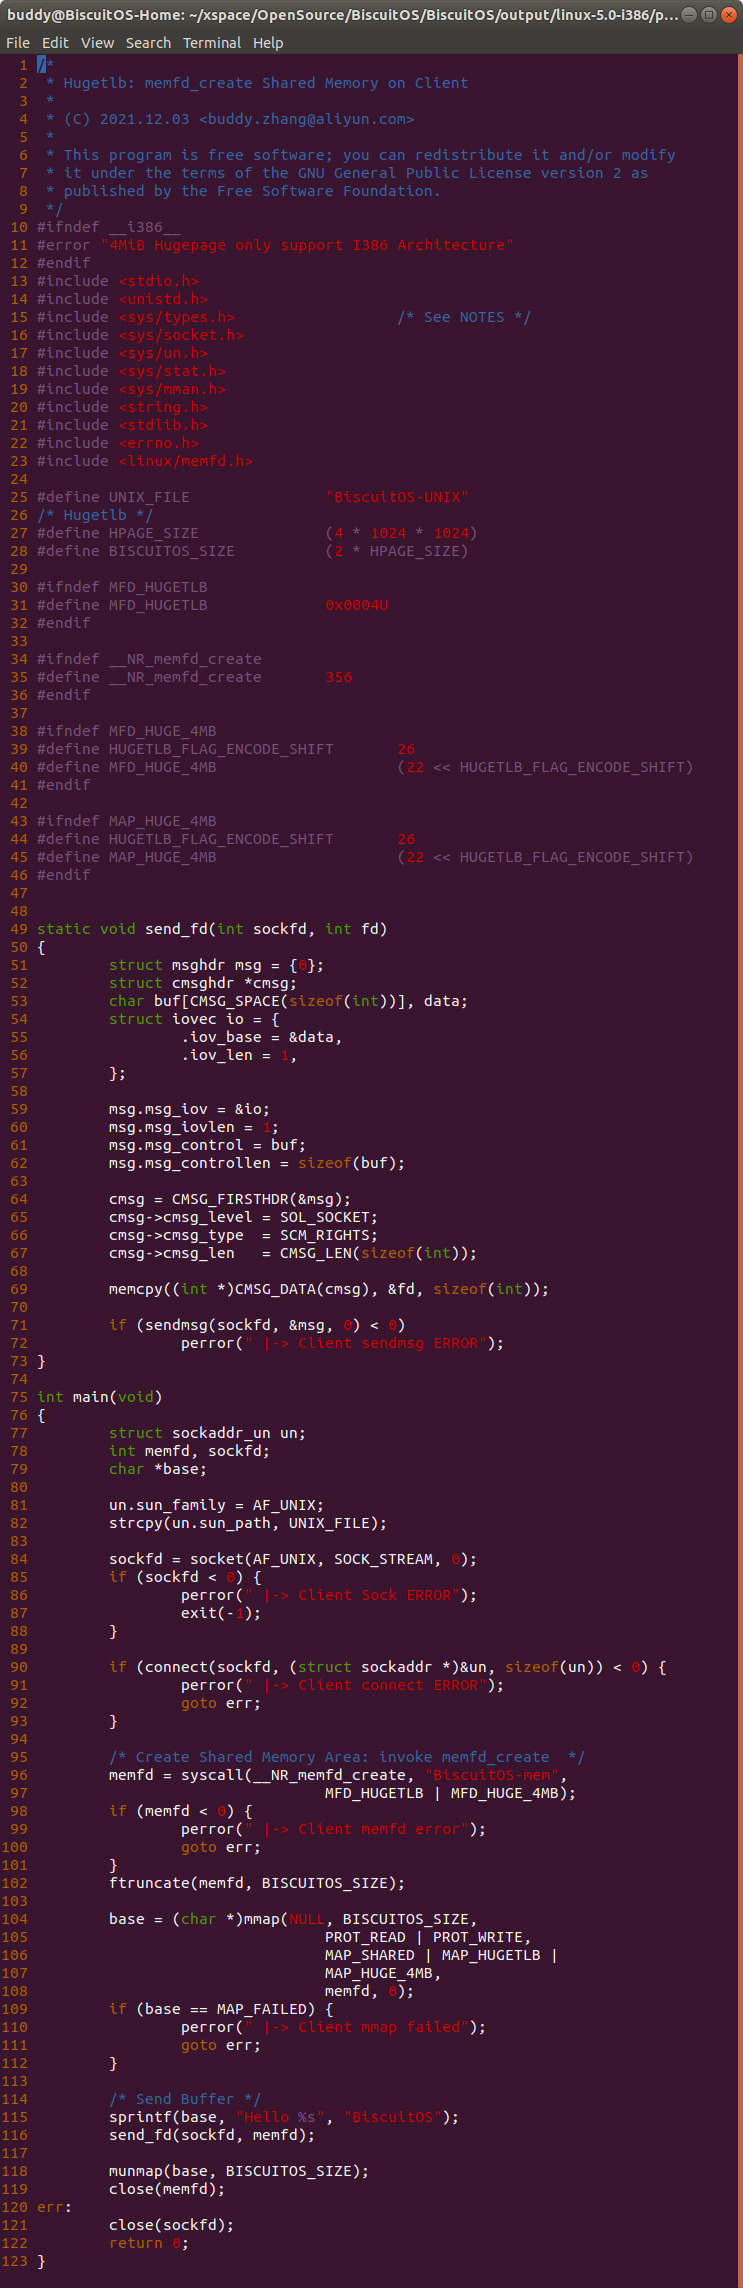 buddy@BiscuitOS-Home: ~/xspace/OpenSource/BiscuitOS/BiscuitOS/output/linux-5.0-i386/p...
File Edit View Search Terminal Help
1 /*
2  * Hugetlb: memfd_create Shared Memory on Client
3  *
4  * (C) 2021.12.03 <buddy.zhang@aliyun.com>
5  *
6  * This program is free software; you can redistribute it and/or modify
7  * it under the terms of the GNU General Public License version 2 as
8  * published by the Free Software Foundation.
9  */
10 #ifndef __i386__
11 #error "4MiB Hugepage only support I386 Architecture"
12 #endif
13 #include <stdio.h>
14 #include <unistd.h>
15 #include <sys/types.h>                  /* See NOTES */
16 #include <sys/socket.h>
17 #include <sys/un.h>
18 #include <sys/stat.h>
19 #include <sys/mman.h>
20 #include <string.h>
21 #include <stdlib.h>
22 #include <errno.h>
23 #include <linux/memfd.h>
24
25 #define UNIX_FILE               "BiscuitOS-UNIX"
26 /* Hugetlb */
27 #define HPAGE_SIZE              (4 * 1024 * 1024)
28 #define BISCUITOS_SIZE          (2 * HPAGE_SIZE)
29
30 #ifndef MFD_HUGETLB
31 #define MFD_HUGETLB             0x0004U
32 #endif
33
34 #ifndef __NR_memfd_create
35 #define __NR_memfd_create       356
36 #endif
37
38 #ifndef MFD_HUGE_4MB
39 #define HUGETLB_FLAG_ENCODE_SHIFT       26
40 #define MFD_HUGE_4MB                    (22 << HUGETLB_FLAG_ENCODE_SHIFT)
41 #endif
42
43 #ifndef MAP_HUGE_4MB
44 #define HUGETLB_FLAG_ENCODE_SHIFT       26
45 #define MAP_HUGE_4MB                    (22 << HUGETLB_FLAG_ENCODE_SHIFT)
46 #endif
47
48
49 static void send_fd(int sockfd, int fd)
50 {
51         struct msghdr msg = {0};
52         struct cmsghdr *cmsg;
53         char buf[CMSG_SPACE(sizeof(int))], data;
54         struct iovec io = {
55                 .iov_base = &data,
56                 .iov_len = 1,
57         };
58
59         msg.msg_iov = &io;
60         msg.msg_iovlen = 1;
61         msg.msg_control = buf;
62         msg.msg_controllen = sizeof(buf);
63
64         cmsg = CMSG_FIRSTHDR(&msg);
65         cmsg->cmsg_level = SOL_SOCKET;
66         cmsg->cmsg_type  = SCM_RIGHTS;
67         cmsg->cmsg_len   = CMSG_LEN(sizeof(int));
68
69         memcpy((int *)CMSG_DATA(cmsg), &fd, sizeof(int));
70
71         if (sendmsg(sockfd, &msg, 0) < 0)
72                 perror(" |-> Client sendmsg ERROR");
73 }
74
75 int main(void)
76 {
77         struct sockaddr_un un;
78         int memfd, sockfd;
79         char *base;
80
81         un.sun_family = AF_UNIX;
82         strcpy(un.sun_path, UNIX_FILE);
83
84         sockfd = socket(AF_UNIX, SOCK_STREAM, 0);
85         if (sockfd < 0) {
86                 perror(" |-> Client Sock ERROR");
87                 exit(-1);
88         }
89
90         if (connect(sockfd, (struct sockaddr *)&un, sizeof(un)) < 0) {
91                 perror(" |-> Client connect ERROR");
92                 goto err;
93         }
94
95         /* Create Shared Memory Area: invoke memfd_create  */
96         memfd = syscall(__NR_memfd_create, "BiscuitOS-mem",
97                                 MFD_HUGETLB | MFD_HUGE_4MB);
98         if (memfd < 0) {
99                 perror(" |-> Client memfd error");
100                 goto err;
101         }
102         ftruncate(memfd, BISCUITOS_SIZE);
103
104         base = (char *)mmap(NULL, BISCUITOS_SIZE,
105                                 PROT_READ | PROT_WRITE,
106                                 MAP_SHARED | MAP_HUGETLB |
107                                 MAP_HUGE_4MB,
108                                 memfd, 0);
109         if (base == MAP_FAILED) {
110                 perror(" |-> Client mmap failed");
111                 goto err;
112         }
113
114         /* Send Buffer */
115         sprintf(base, "Hello %s", "BiscuitOS");
116         send_fd(sockfd, memfd);
117
118         munmap(base, BISCUITOS_SIZE);
119         close(memfd);
120 err:
121         close(sockfd);
122         return 0;
123 }